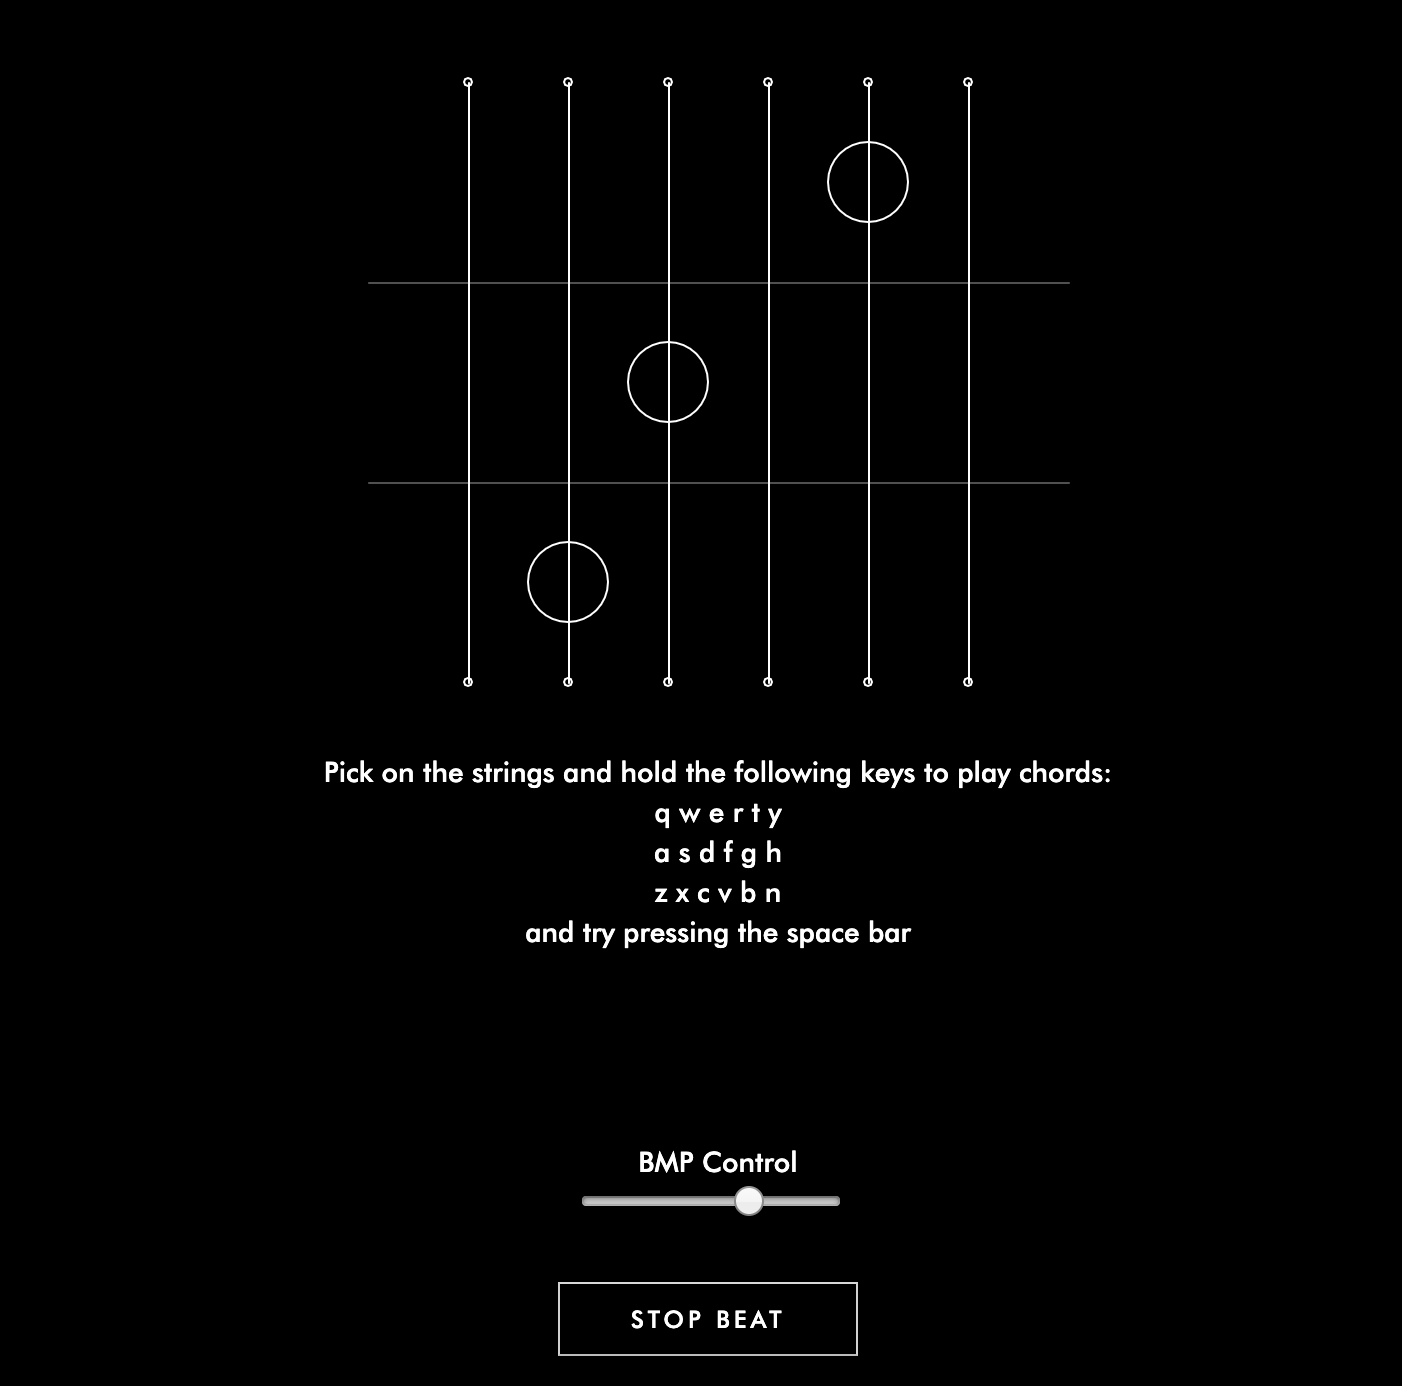 Pick on the strings and hold the following keys to play chords:
q w e r t y
a s d f g h
z x c v b n
and try pressing the space bar
BMP Control
STOP BEAT